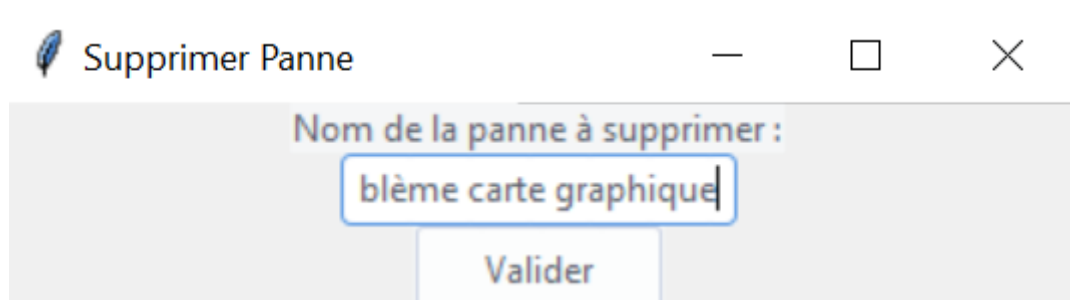 Supprimer Panne
Nom de la panne à supprimer :
blème carte graphique
Valider